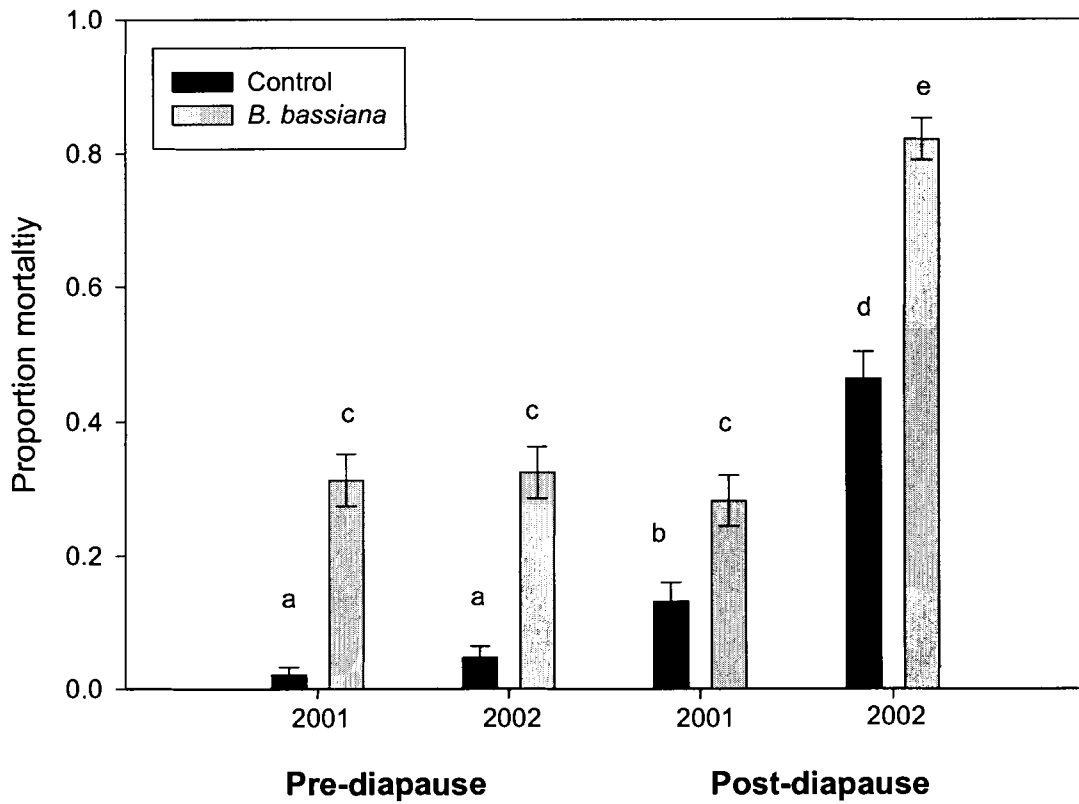 Proportion mortaltiy
1.0
0.8
0.6
0.4
0.2
0.0
Control
B. bassiana
a
c
a
c
b
c
d
e
2001
2002
2001
2002
Pre-diapause
Post-diapause